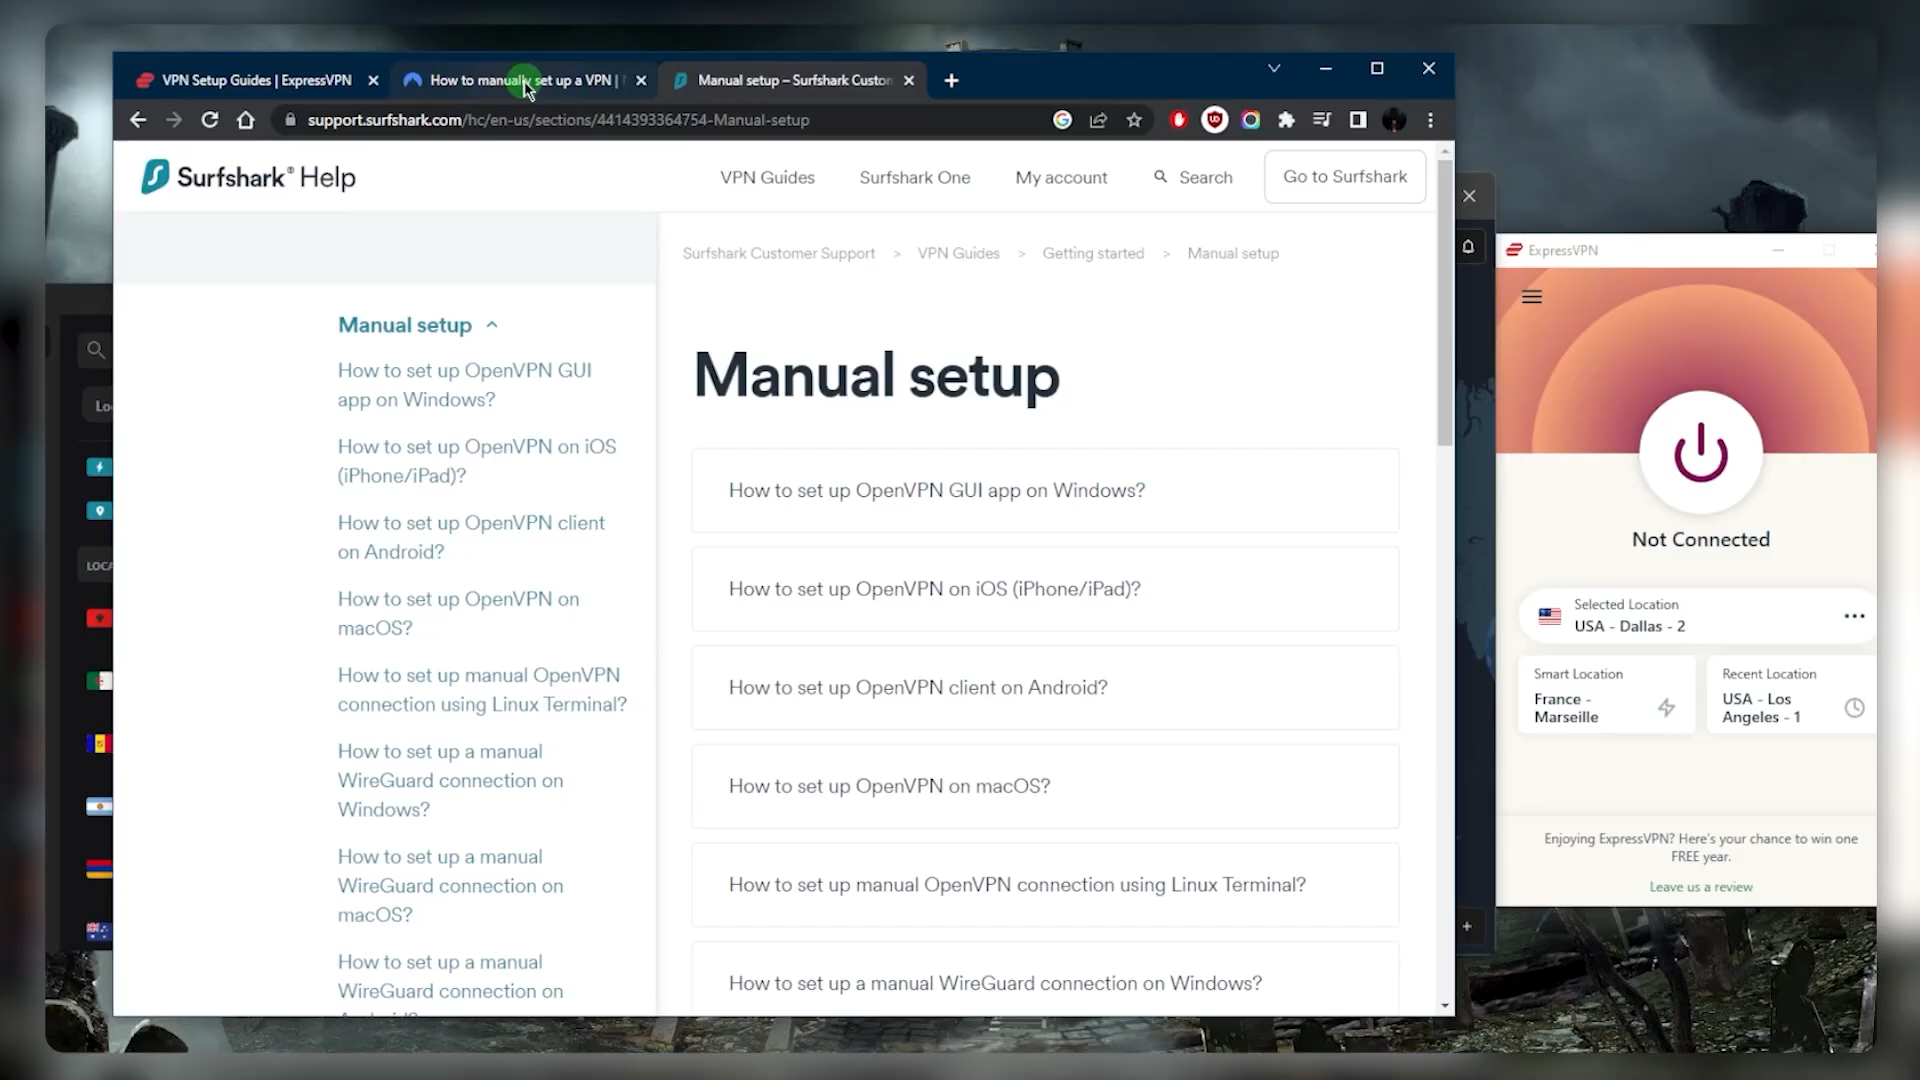 VPN Setup Guides | ExpressVPN
How to manually set up a VPN |
Manual setup – Surfshark Custon
support.surfshark.com/hc/en-us/sections/4414393364754-Manual-setup
Surfshark® Help
VPN Guides
Surfshark One
My account
Search
Go to Surfshark
Surfshark Customer Support > VPN Guides > Getting started > Manual setup
Manual setup
How to set up OpenVPN GUI
app on Windows?
How to set up OpenVPN on iOS
(iPhone/iPad)?
How to set up OpenVPN client
on Android?
How to set up OpenVPN on
macOS?
How to set up manual OpenVPN
connection using Linux Terminal?
How to set up a manual
WireGuard connection on
Windows?
How to set up a manual
WireGuard connection on
macOS?
How to set up a manual
WireGuard connection on
Manual setup
How to set up OpenVPN GUI app on Windows?
How to set up OpenVPN on iOS (iPhone/iPad)?
How to set up OpenVPN client on Android?
How to set up OpenVPN on macOS?
How to set up manual OpenVPN connection using Linux Terminal?
How to set up a manual WireGuard connection on Windows?
Lo
LOCA
ExpressVPN
Not Connected
Selected Location
USA - Dallas - 2
Smart Location
France -
Marseille
Recent Location
USA - Los
Angeles - 1
Enjoying ExpressVPN? Here's your chance to win one
FREE year.
Leave us a review